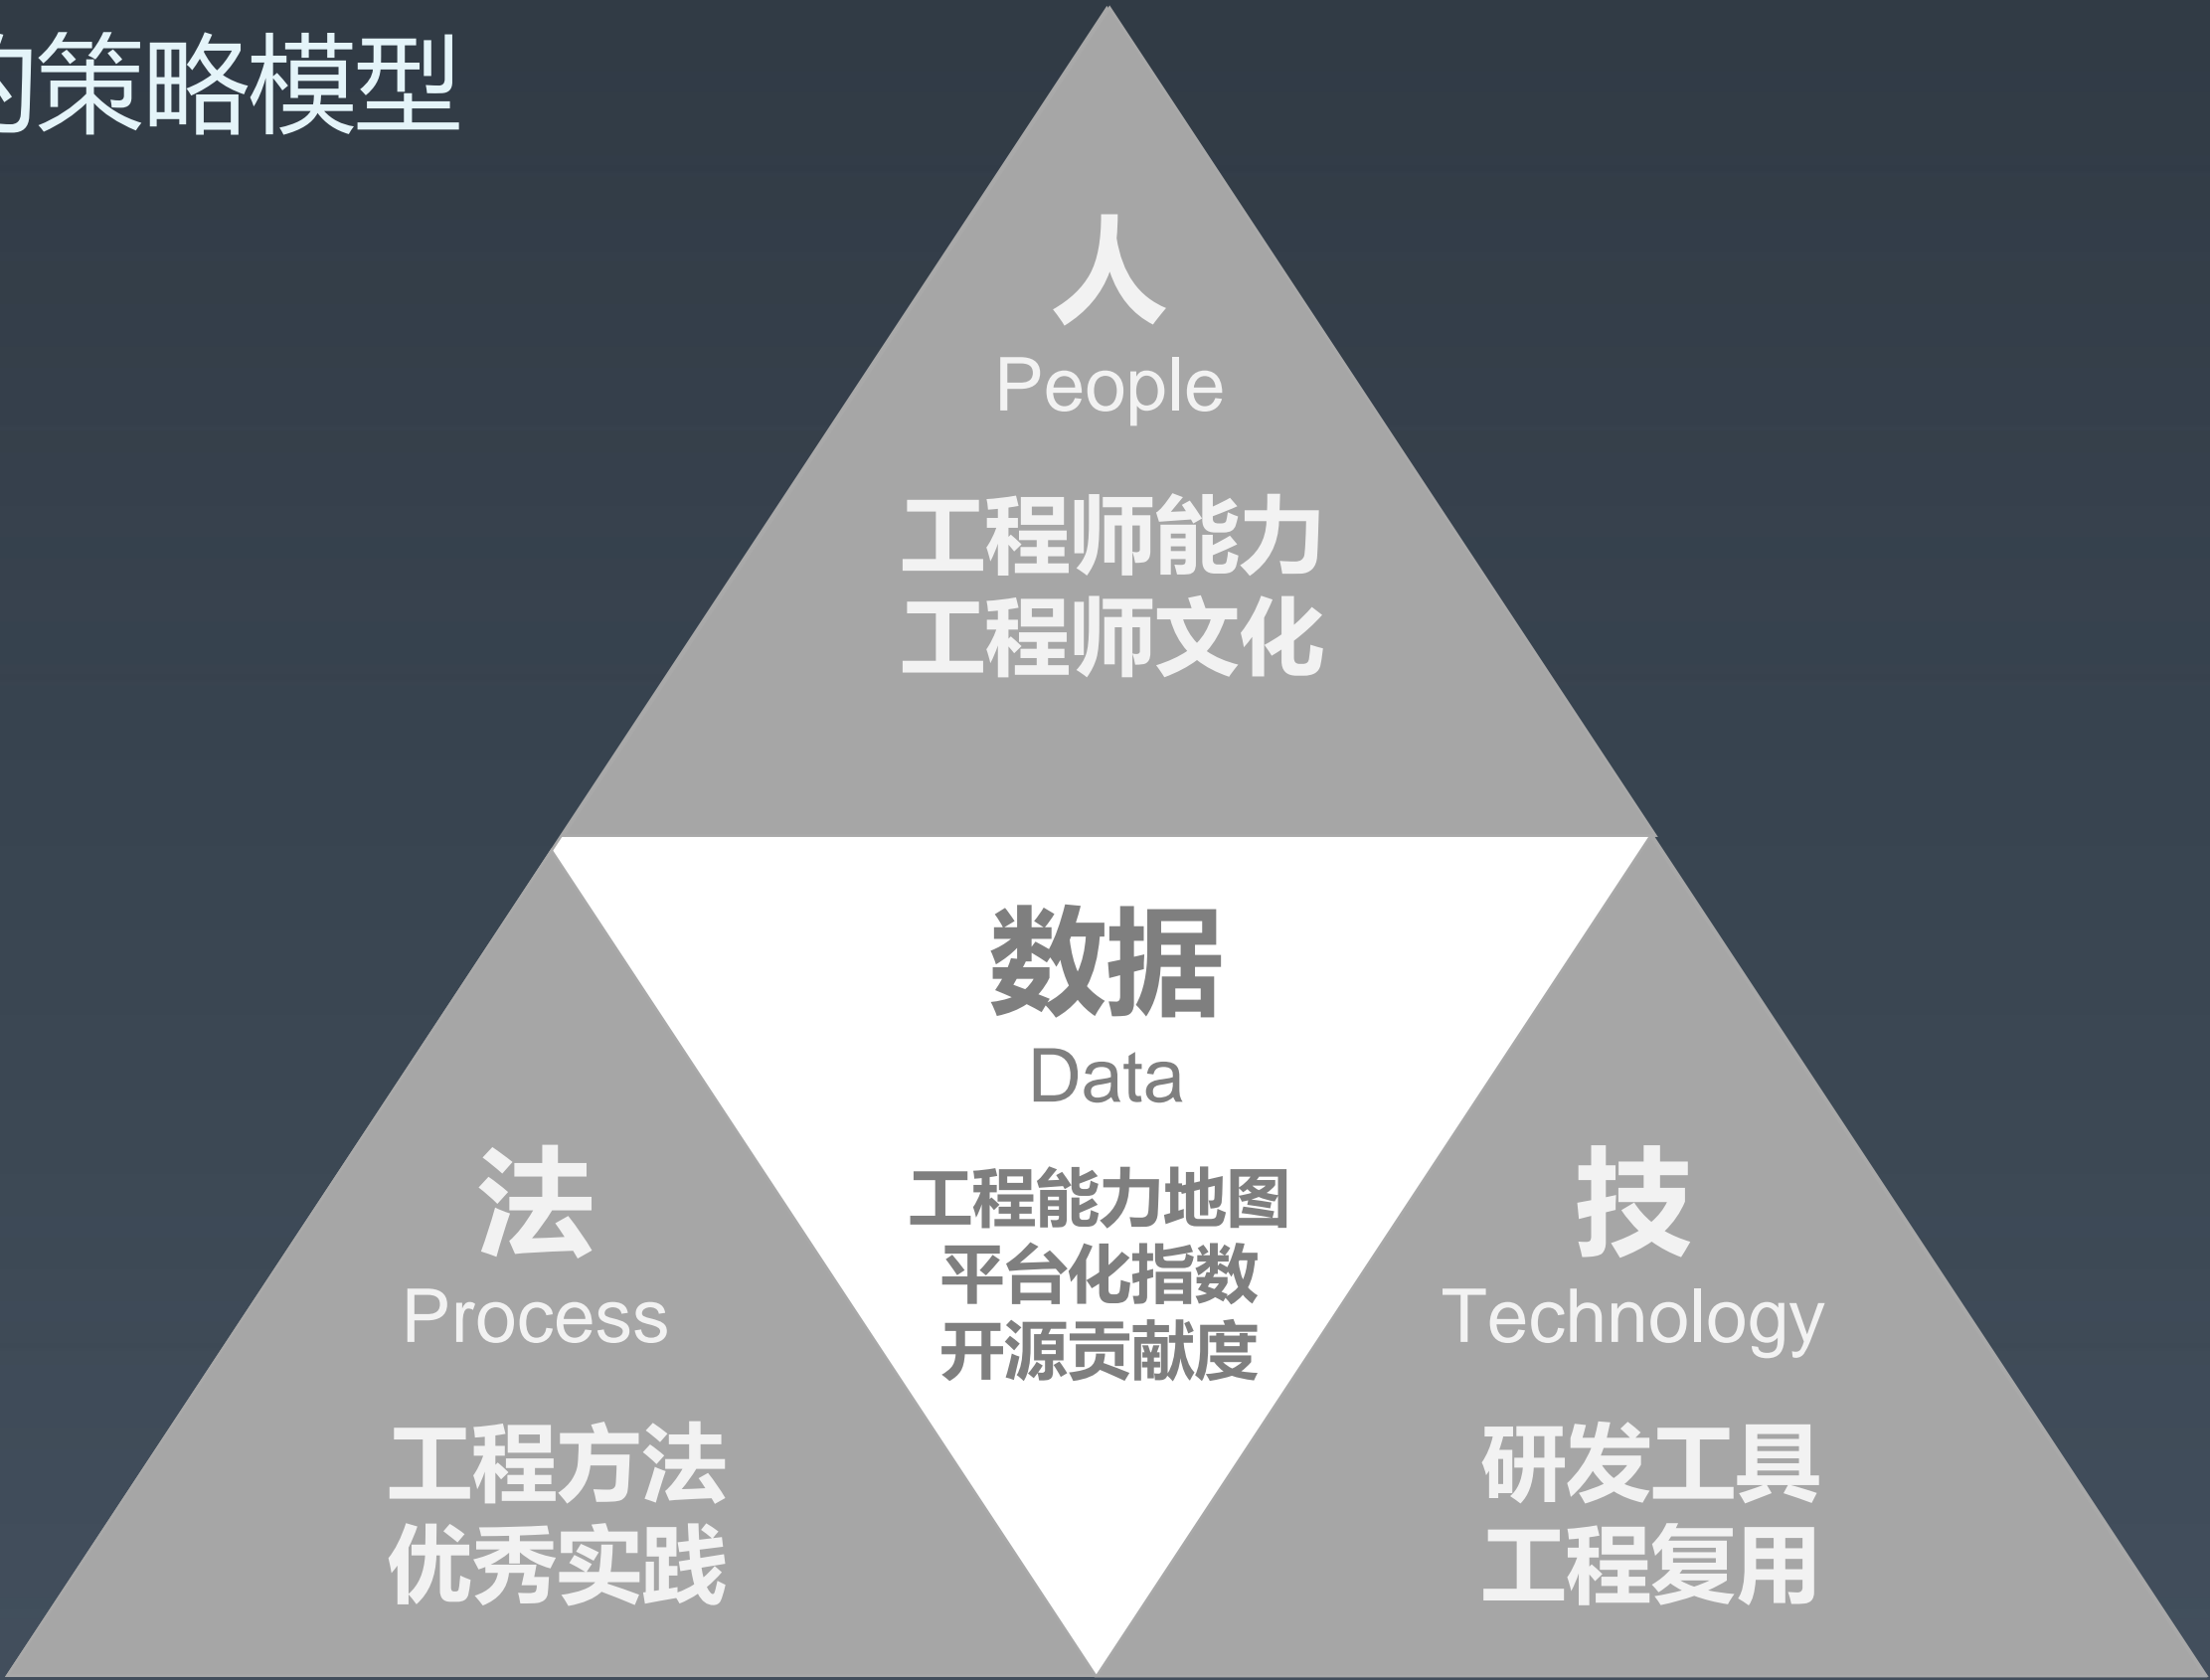 策略模型
人
People
工程师能力
工程师文化
数据
Data
工程能力地图
平台化指数
开源贡献度
法
Process
工程方法
优秀实践
技
Technology
研发工具
工程复用